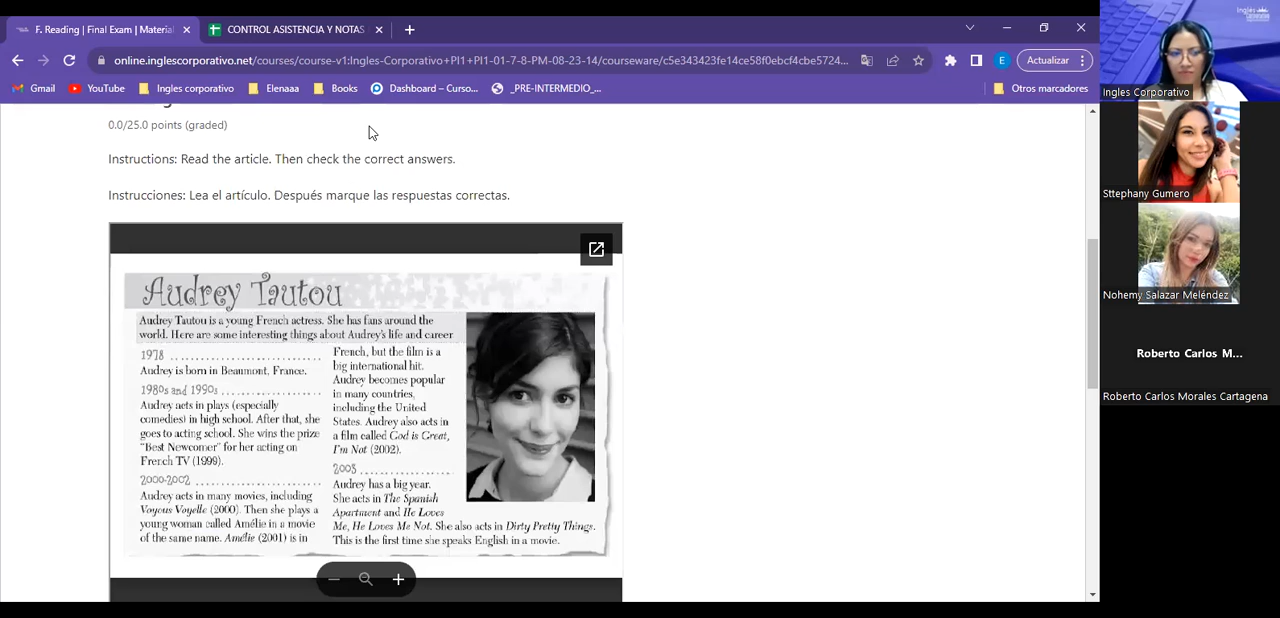 F. Reading | Final Exam | Material
CONTROL ASISTENCIA Y NOTAS
online.inglescorporativo.net/courses/course-v1:Ingles-Corporativo+PI1+PI1-01-7-8-PM-08-23-14/courseware/c5e343423fe14ce58f0ebcf4cbe5724...
Actualizar
Gmail
YouTube
Ingles corporativo
Elenaaa
Books
Dashboard – Curso...
_PRE-INTERMEDIO_...
Otros marcadores
0.0/25.0 points (graded)
Instructions: Read the article. Then check the correct answers.
Instrucciones: Lea el artículo. Después marque las respuestas correctas.
Audrey Tautou
Audrey Tautou is a young French actress. She has fans around the
world. Here are some interesting things about Audrey's life and career
1978
Audrey is born in Beaumont, France.
1980s and 1990s
Audrey acts in plays (especially
comedies) in high school. After that, she
goes to acting school. She wins the prize
"Best Newcomer" for her acting on
French TV (1999).
2000-2002
Audrey acts in many movies, including
Voyous Voyelle (2000). Then she plays a
young woman called Amélie in a movie
of the same name. Amélie (2001) is in
French, but the film is a
big international hit.
Audrey becomes popular
in many countries,
including the United
States. Audrey also acts in
a film called God is Great,
I'm Not (2002).
2003
Audrey has a big year.
She acts in The Spanish
Apartment and He Loves
Me, He Loves Me Not. She also acts in Dirty Pretty Things.
This is the first time she speaks English in a movie.
E
Ingles Corporativo
Sttephany Gumero
Nohemy Salazar Meléndez
Roberto Carlos M...
Roberto Carlos Morales Cartagena